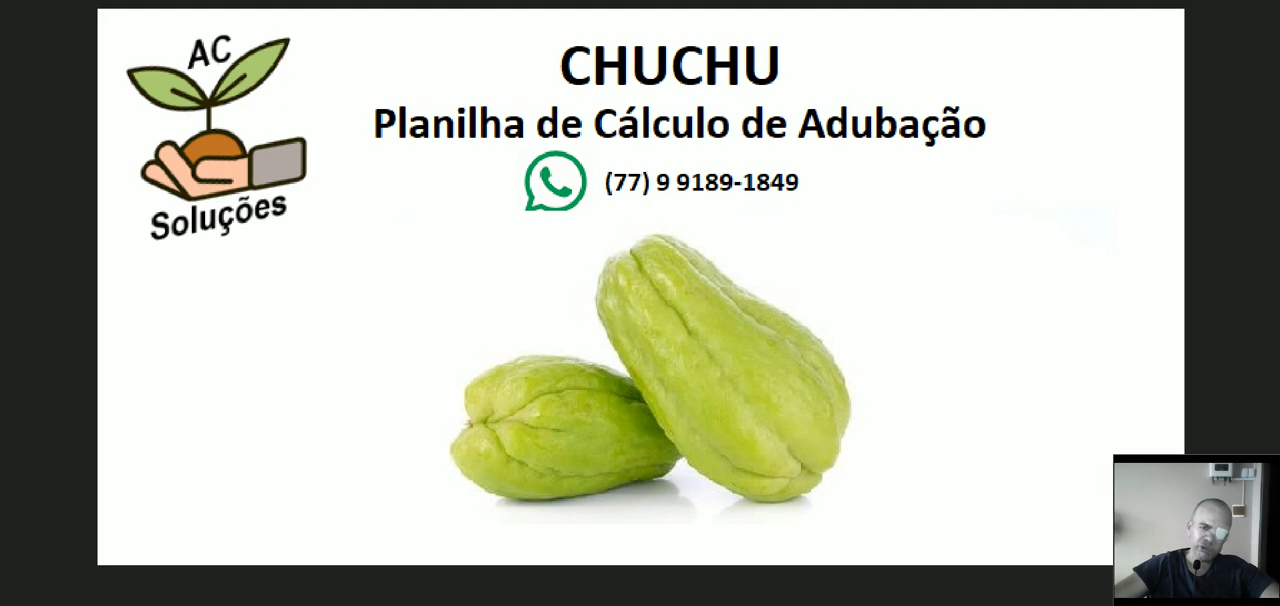 AC
Soluções
CHUCHU
Planilha de Cálculo de Adubação
(77) 9 9189-1849